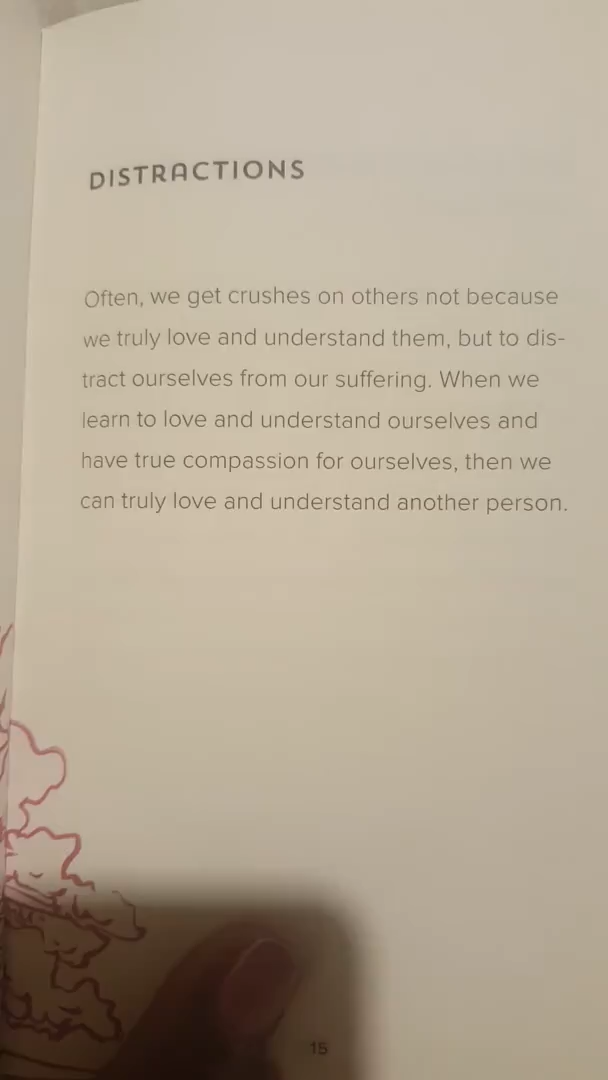 DISTRACTIONS
Often, we get crushes on others not because
we truly love and understand them, but to dis-
tract ourselves from our suffering. When we
learn to love and understand ourselves and
have true compassion for ourselves, then we
can truly love and understand another person.
15